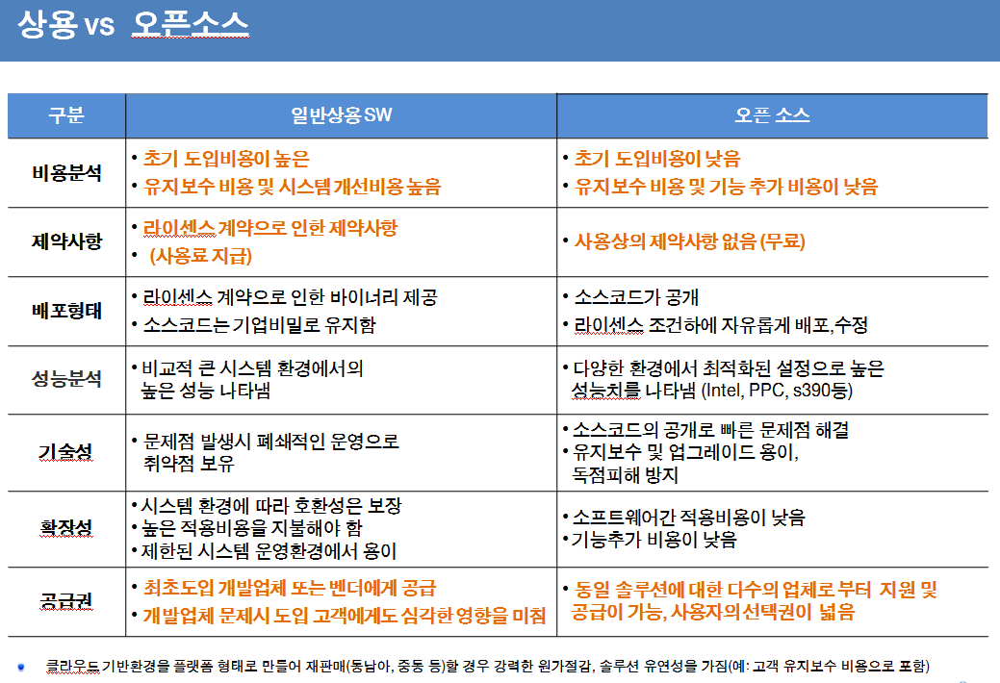 상용 vs 오픈소스
구분
일반상용 SW
오픈 소스
비용분석
• 초기 도입비용이 높은
• 유지보수 비용 및 시스템 개선비용 높음
• 초기 도입비용이 낮음
• 유지보수 비용 및 기능 추가 비용이 낮음
제약사항
• 라이센스 계약으로 인한 제약사항
• (사용료 지급)
• 사용상의 제약사항 없음 (무료)
배포형태
• 라이센스 계약으로 인한 바이너리 제공
• 소스코드는 기업비밀로 유지함
• 소스코드가 공개
• 라이센스 조건하에 자유롭게 배포,수정
성능분석
• 비교적 큰 시스템 환경에서의
높은 성능 나타냄
• 다양한 환경에서 최적화된 설정으로 높은
성능치를 나타냄 (Intel, PPC, s390등)
기술성
• 문제점 발생시 폐쇄적인 운영으로
취약점 보유
• 소스코드의 공개로 빠른 문제점 해결
• 유지보수 및 업그레이드 용이,
독점피해 방지
확장성
• 시스템 환경에 따라 호환성은 보장
• 높은 적용비용을 지불해야 함
• 제한된 시스템 운영환경에서 용이
• 소프트웨어간 적용비용이 낮음
• 기능추가 비용이 낮음
공급권
• 최초도입 개발업체 또는 벤더에게 공급
• 개발업체 문제시 도입 고객에게도 심각한 영향을 미침
• 동일 솔루션에 대한 다수의 업체로 부터 지원 및
공급이 가능, 사용자의 선택권이 넓음
클라우드 기반환경을 플랫폼 형태로 만들어 재판매(동남아, 중동 등)할 경우 강력한 원가절감, 솔루션 유연성을 가짐(예: 고객 유지보수 비용으로 포함)